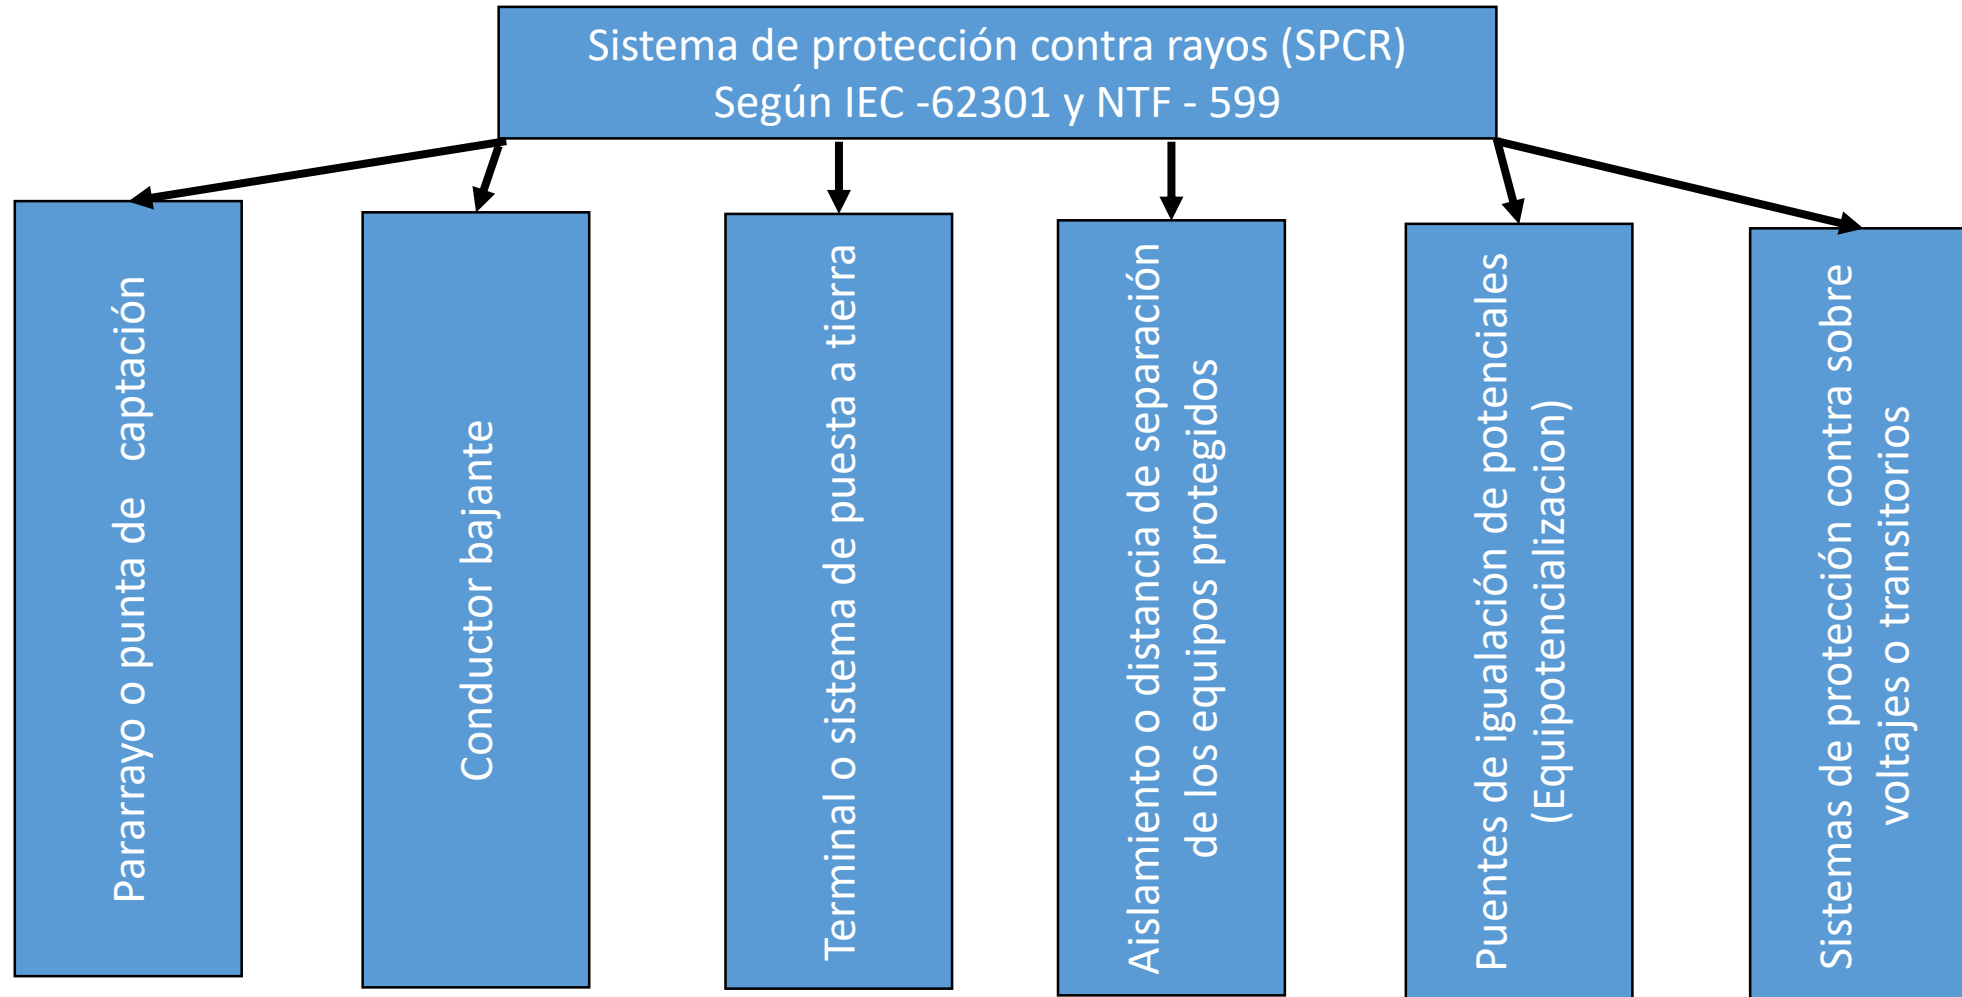 Sistema de protección contra rayos (SPCR)
Según IEC -62301 y NTF - 599
Pararrayo o punta de captación
Conductor bajante
Terminal o sistema de puesta a tierra
Aislamiento o distancia de separación
de los equipos protegidos
Puentes de igualación de potenciales
(Equipotencializacion)
Sistemas de protección contra sobre
voltajes o transitorios